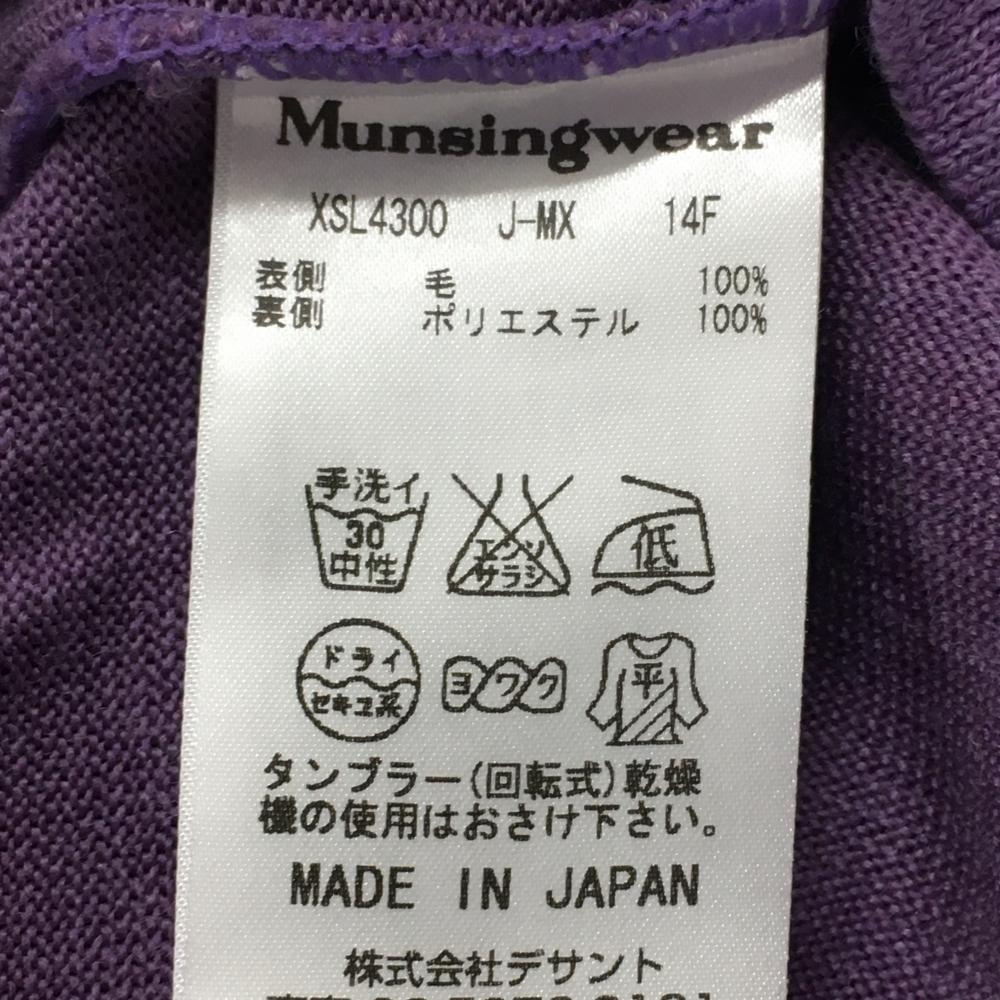 Munsingwear
XSL4300 J-MX 14F
表側 毛 100%
裏側 ポリエステル 100%
手洗イ
30
中性
エンソ
サラシ
低
ドライ
セキユ系
ヨワク
平
タンブラー(回転式)乾燥
機の使用はおさけ下さい。
MADE IN JAPAN
株式会社デサント